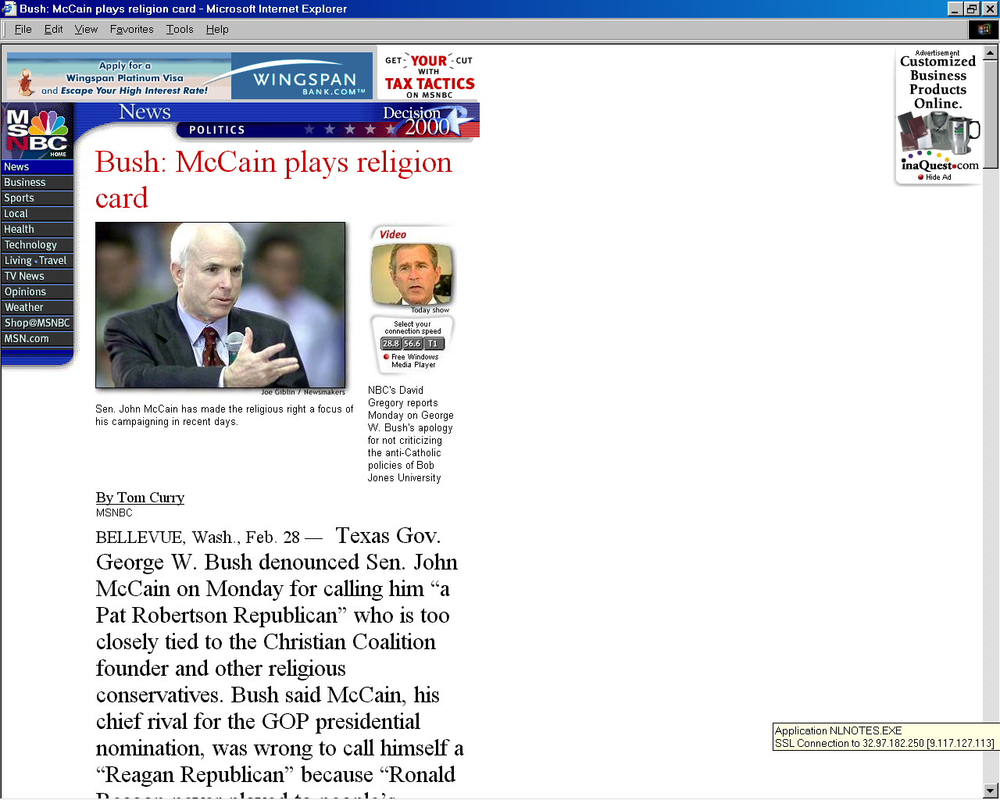 Bush: McCain plays religion card - Microsoft Internet Explorer
File Edit View Favorites Tools Help
Apply for a
Wingspan Platinum Visa
and Escape Your High Interest Rate!
WINGSPAN
BANK.COM™
GET YOUR CUT
WITH
TAX TACTICS
ON MSNBC
Advertisement
Customized
Business
Products
Online.
inaQuest.com
Hide Ad
MSNBC
HOME
News
POLITICS
Decision
2000
News
Business
Sports
Local
Health
Technology
Living • Travel
TV News
Opinions
Weather
Shop@MSNBC
MSN.com
Bush: McCain plays religion
card
Joe Giblin / Newsmakers
Sen. John McCain has made the religious right a focus of
his campaigning in recent days.
Video
Today show
Select your
connection speed
28.8 56.6 T1
Free Windows
Media Player
NBC's David
Gregory reports
Monday on George
W. Bush's apology
for not criticizing
the anti-Catholic
policies of Bob
Jones University
By Tom Curry
MSNBC
BELLEVUE, Wash., Feb. 28 — Texas Gov.
George W. Bush denounced Sen. John
McCain on Monday for calling him “a
Pat Robertson Republican” who is too
closely tied to the Christian Coalition
founder and other religious
conservatives. Bush said McCain, his
chief rival for the GOP presidential
nomination, was wrong to call himself a
“Reagan Republican” because “Ronald
Reagan never played to people’s
Application NLNOTES.EXE
SSL Connection to 32.97.182.250 [9.117.127.113]